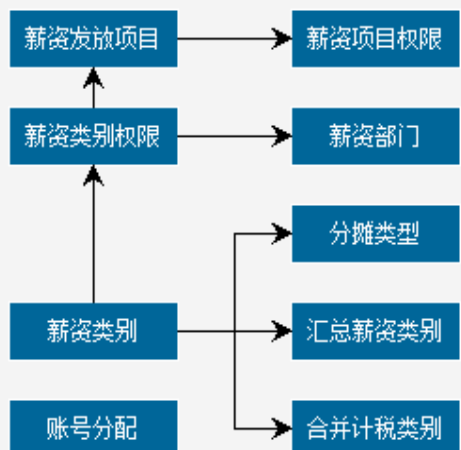 薪资发放项目
薪资项目权限
薪资类别权限
薪资部门
分摊类型
薪资类别
汇总薪资类别
账号分配
合并计税类别